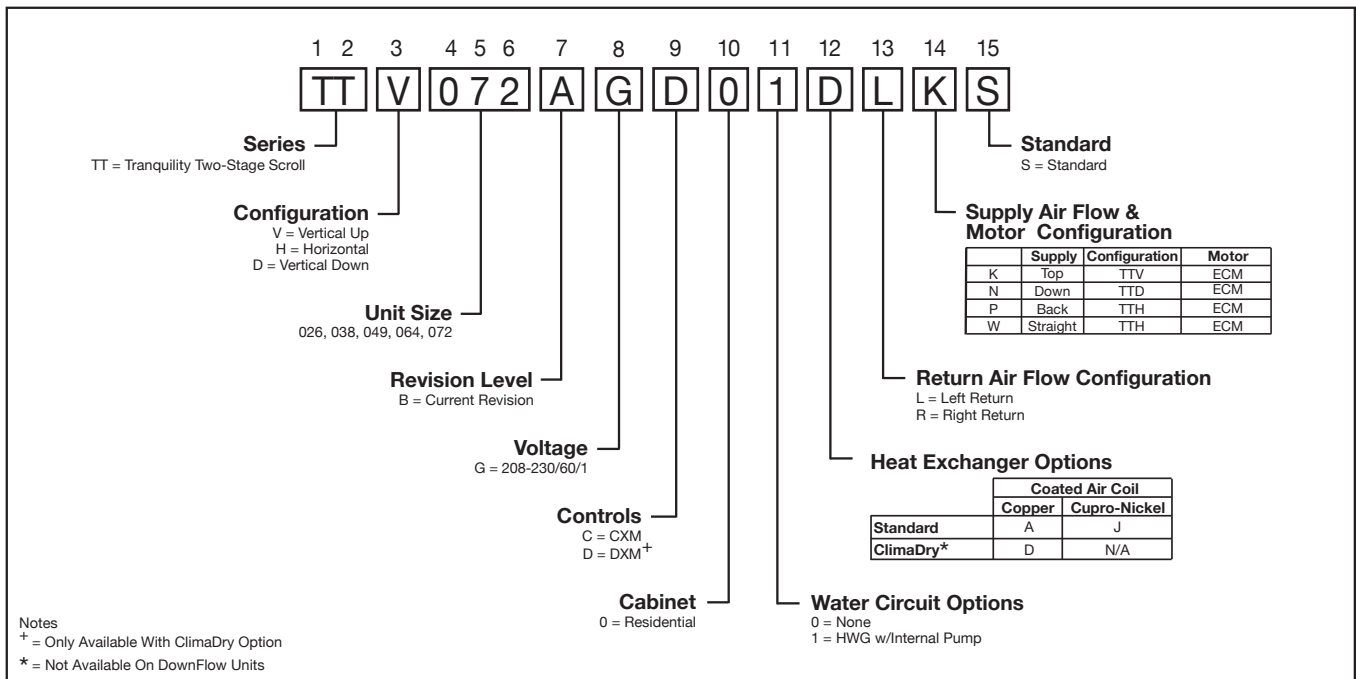 1 2 3 4 5 6 7 8 9 10 11 12 13 14 15
TT V 0 7 2 A G D 0 1 D L K S
Series
TT = Tranquility Two-Stage Scroll
Configuration
V = Vertical Up
H = Horizontal
D = Vertical Down
Unit Size
026, 038, 049, 064, 072
Revision Level
B = Current Revision
Voltage
G = 208-230/60/1
Controls
C = CXM
D = DXM+
Cabinet
0 = Residential
Standard
S = Standard
Supply Air Flow &
Motor Configuration
Supply Configuration Motor
K Top TTV ECM
N Down TTD ECM
P Back TTH ECM
W Straight TTH ECM
Return Air Flow Configuration
L = Left Return
R = Right Return
Heat Exchanger Options
Coated Air Coil
Copper Cupro-Nickel
Standard A J
ClimaDry* D N/A
Water Circuit Options
0 = None
1 = HWG w/Internal Pump
Notes
+ = Only Available With ClimaDry Option
* = Not Available On DownFlow Units